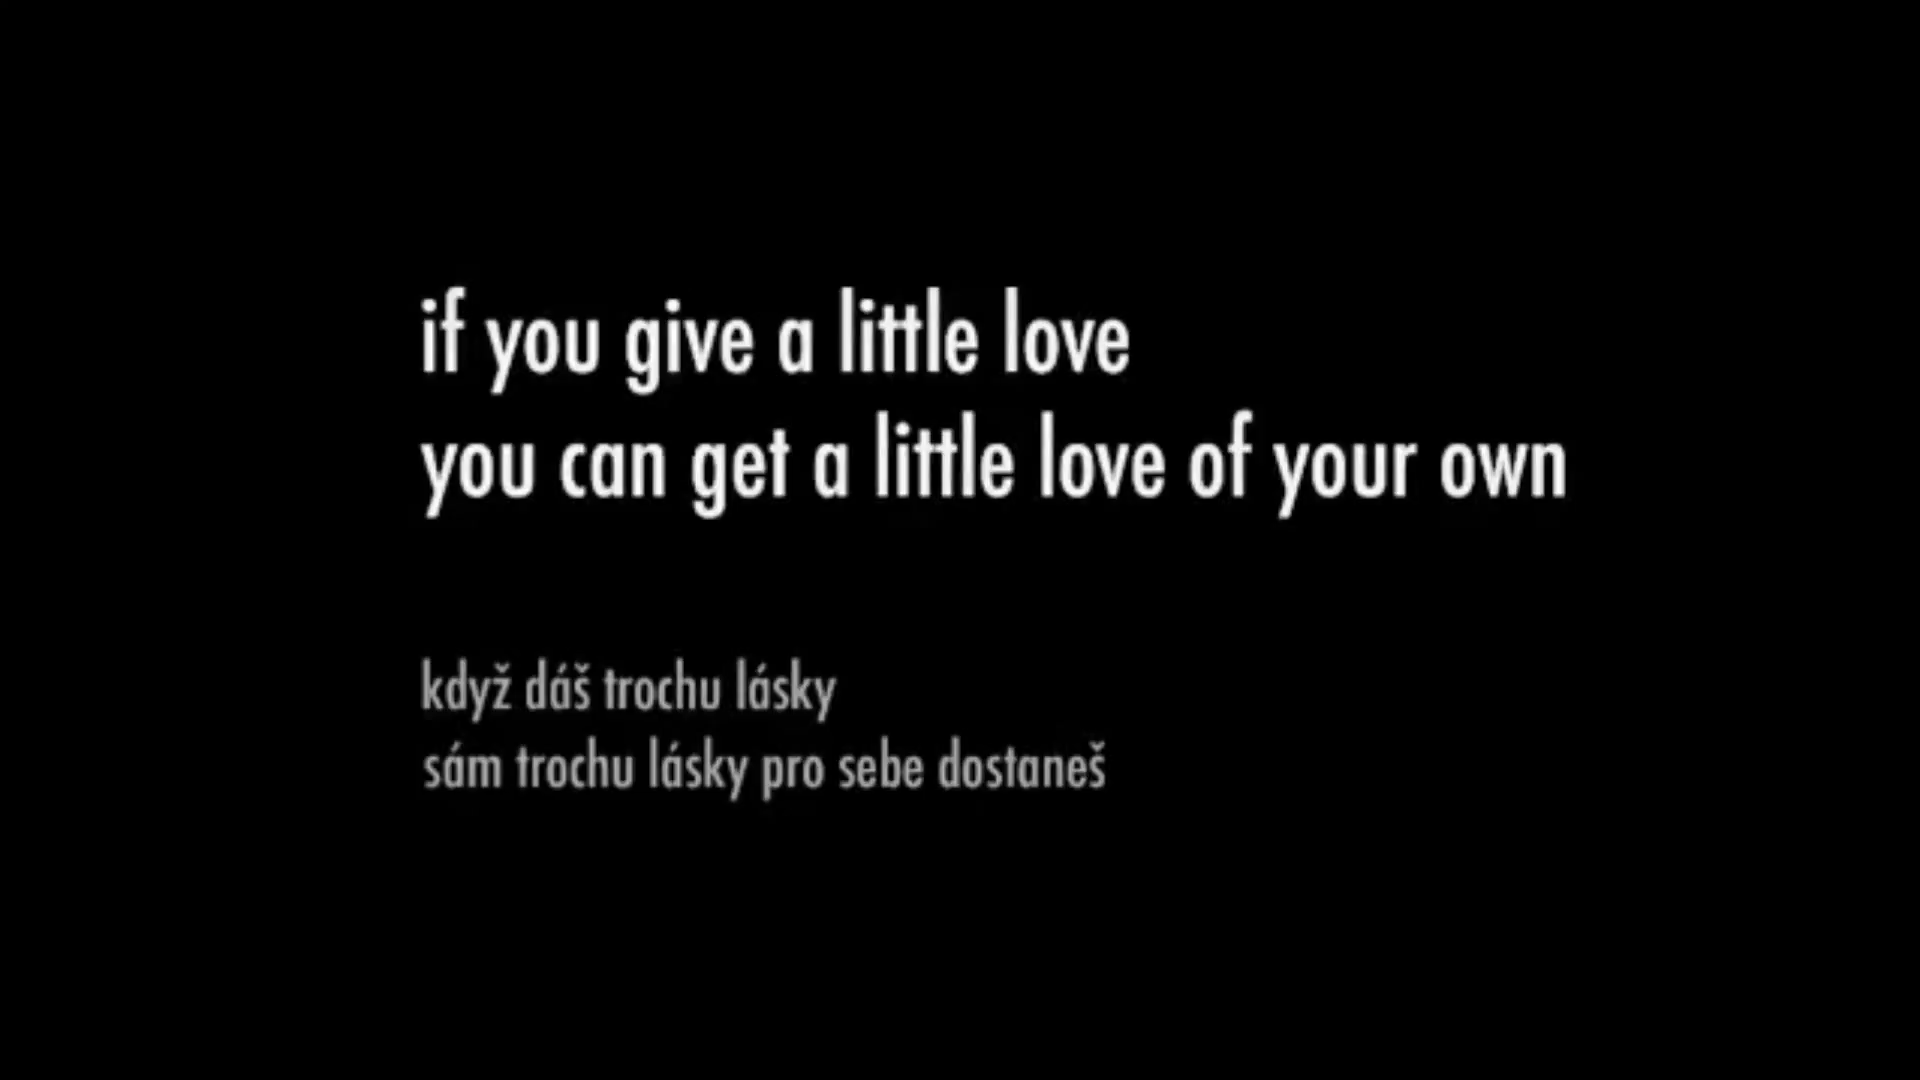 if you give a little love
you can get a little love of your own
když dáš trochu lásky
sám trochu lásky pro sebe dostaneš